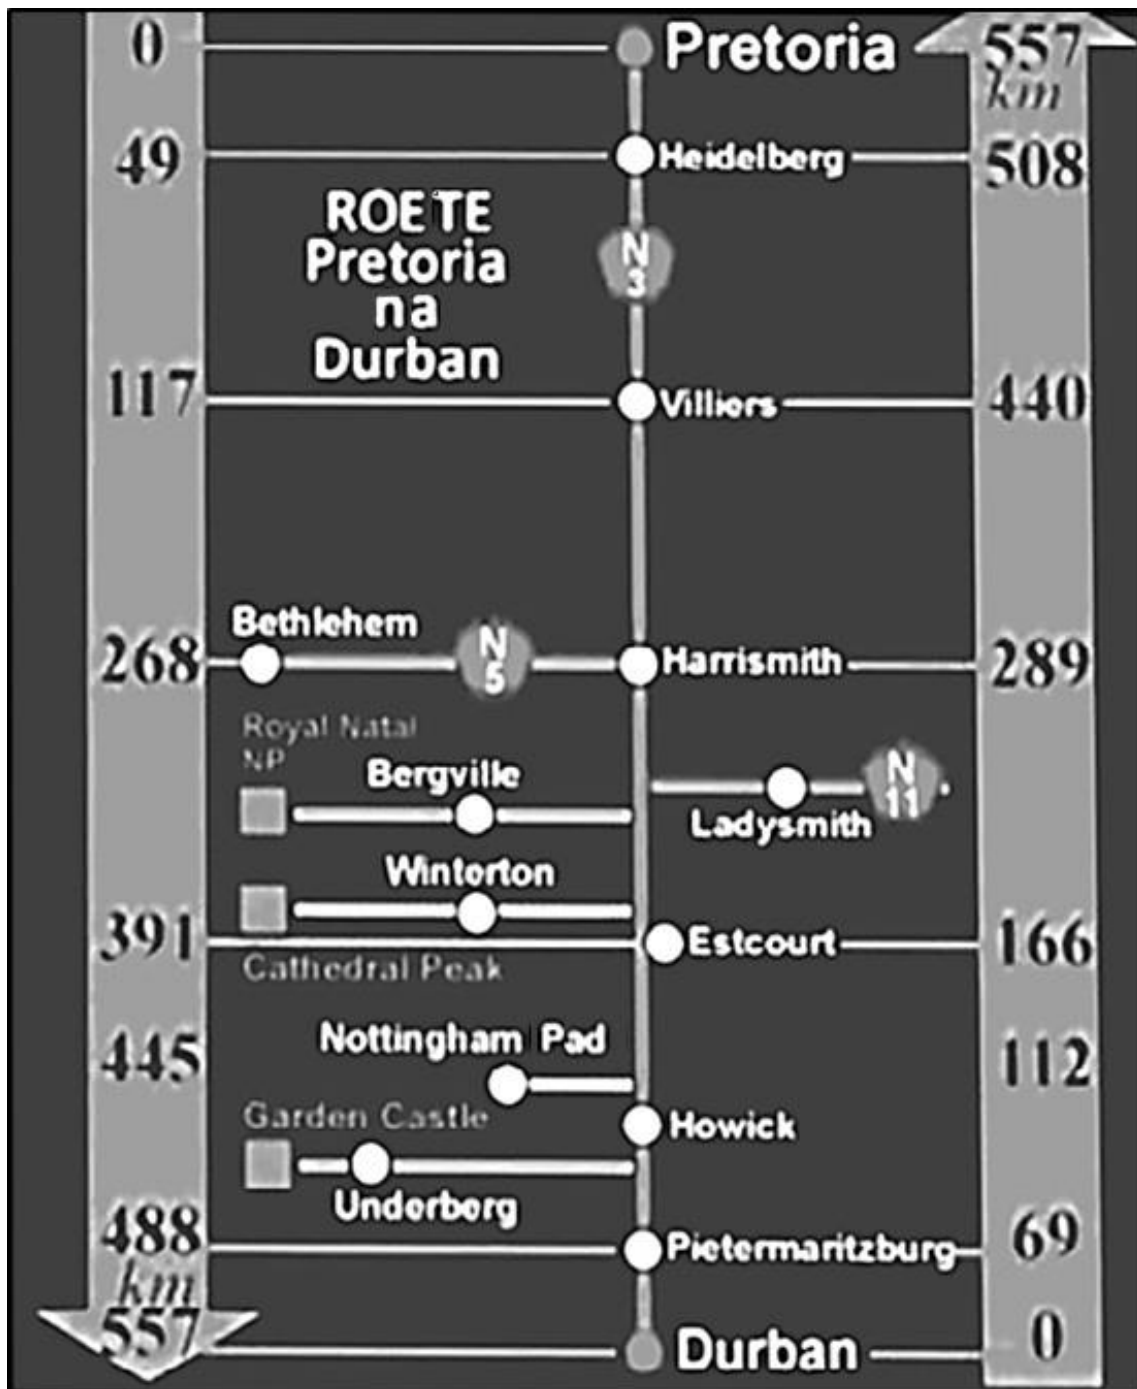 0
Pretoria
557
km
49
Heidelberg
508
ROETE
Pretoria
na
Durban
N
3
117
Villiers
440
Bethlehem
N
5
268
Harrismith
289
Royal Natal
NP
Bergville
N
11
Ladysmith
Winterton
391
Estcourt
166
Cathedral Peak
Nottingham Pad
445
112
Garden Castle
Howick
Underberg
488
Pietermaritzburg
69
km
557
Durban
0